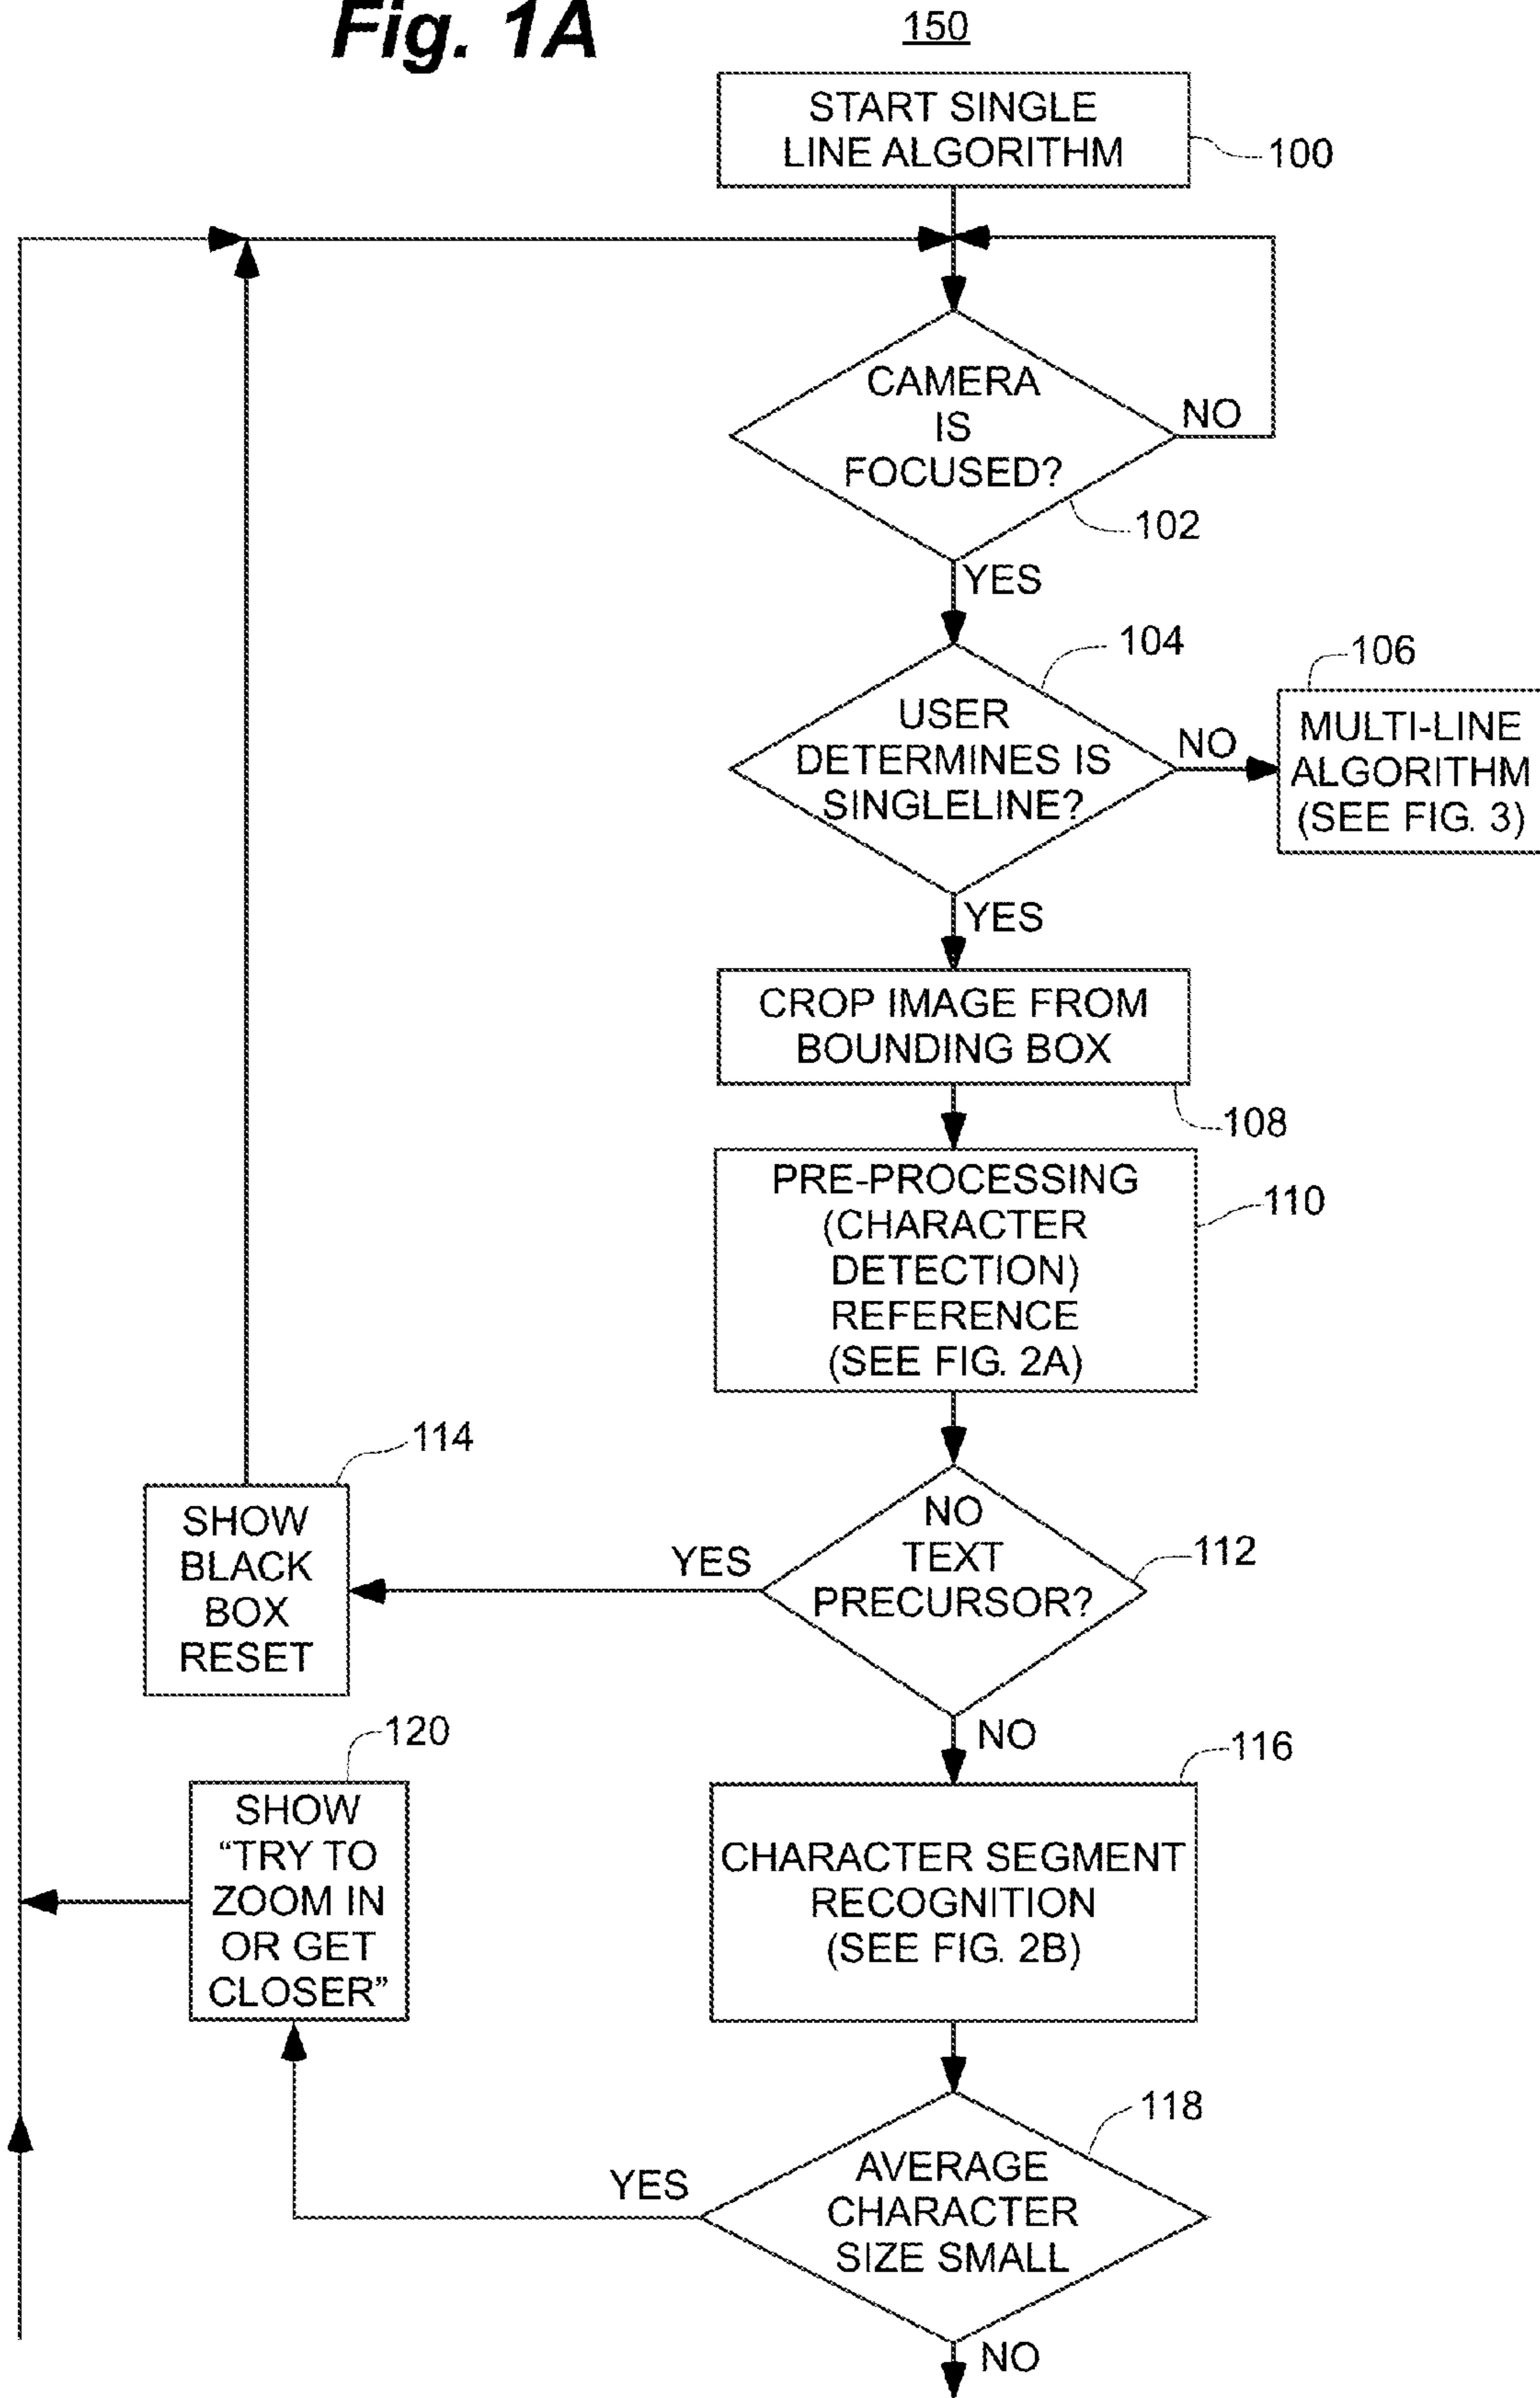 Fig. 1A
150
START SINGLE
LINE ALGORITHM
100
CAMERA
IS
FOCUSED?
NO
102
YES
104
USER
DETERMINES IS
SINGLELINE?
NO
106
MULTI-LINE
ALGORITHM
(SEE FIG. 3)
YES
CROP IMAGE FROM
BOUNDING BOX
108
PRE-PROCESSING
(CHARACTER
DETECTION)
REFERENCE
(SEE FIG. 2A)
110
114
SHOW
BLACK
BOX
RESET
YES
NO
TEXT
PRECURSOR?
112
NO
120
SHOW
“TRY TO
ZOOM IN
OR GET
CLOSER”
116
CHARACTER SEGMENT
RECOGNITION
(SEE FIG. 2B)
118
YES
AVERAGE
CHARACTER
SIZE SMALL
NO